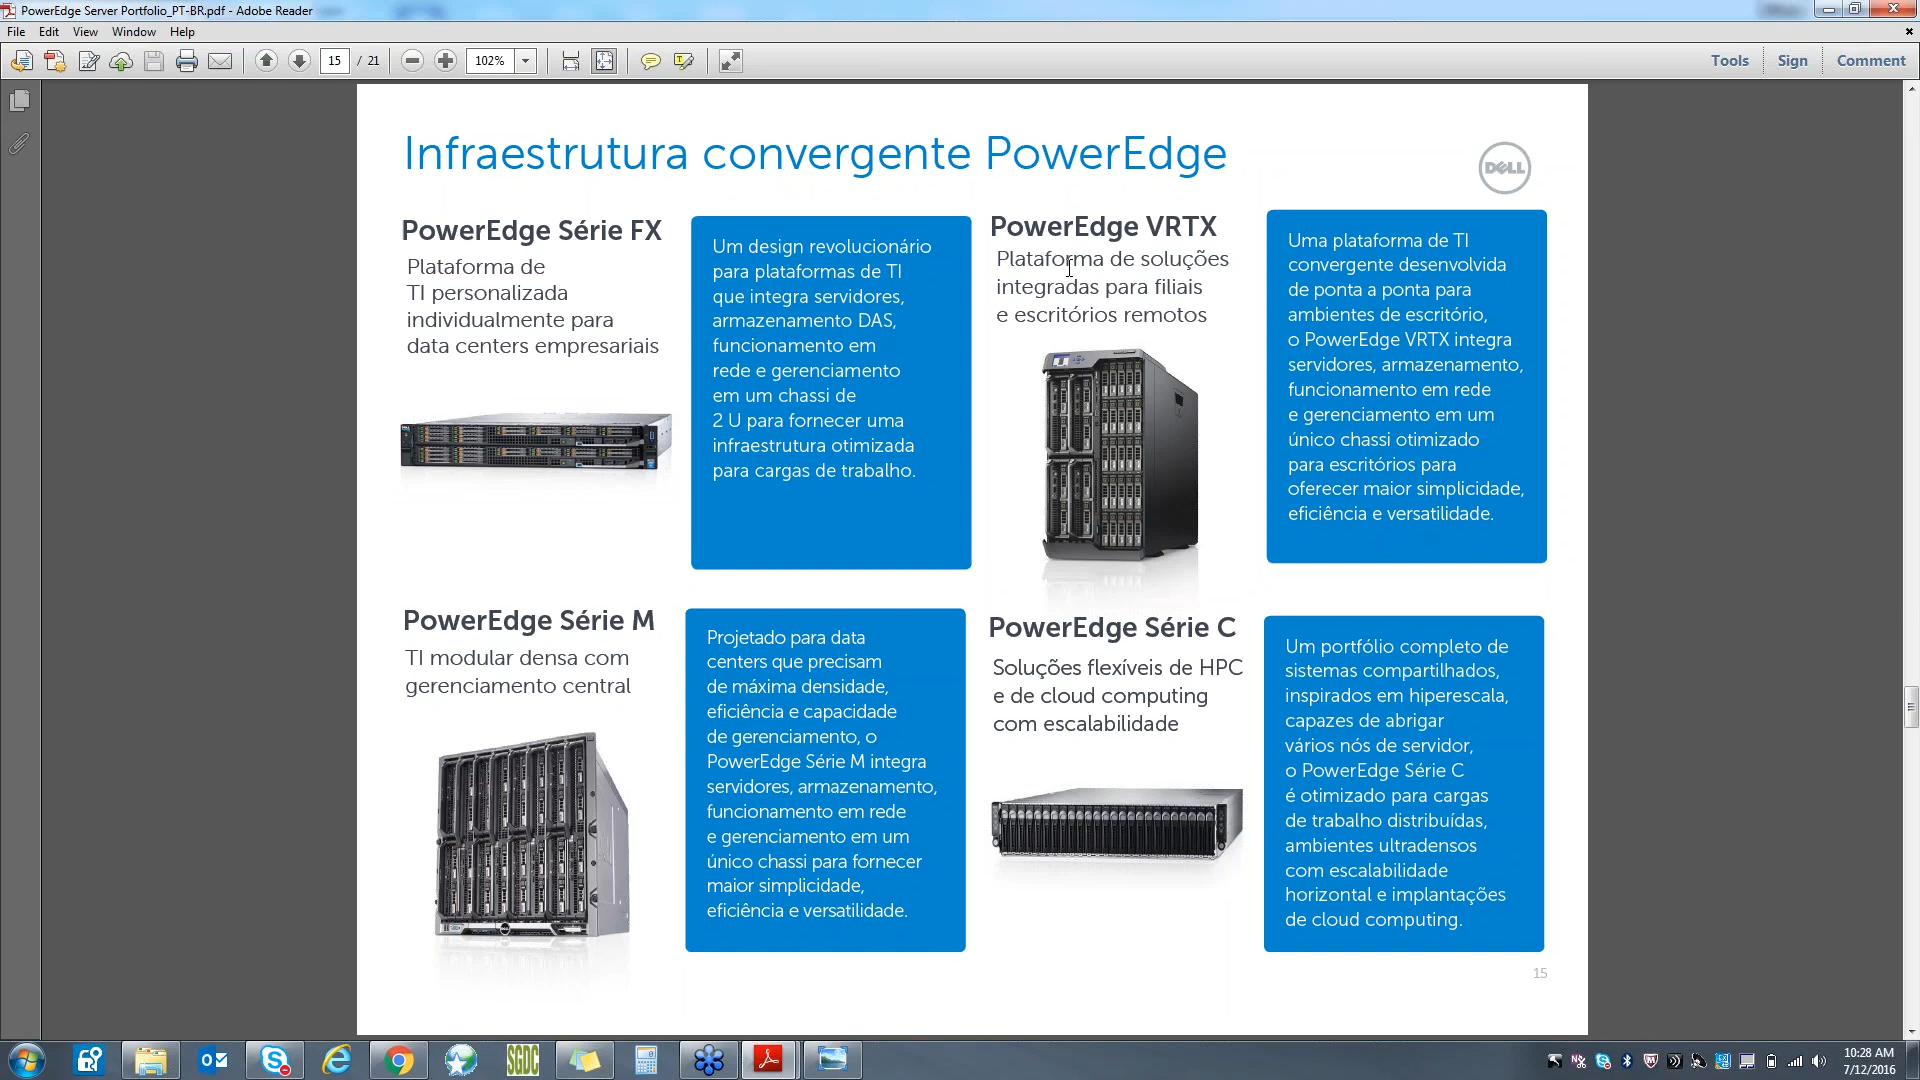 PowerEdge Server Portfolio_PT-BR.pdf - Adobe Reader
File Edit View Window Help
15 / 21 102%
Tools Sign Comment
Infraestrutura convergente PowerEdge
DELL
PowerEdge Série FX
Plataforma de
TI personalizada
individualmente para
data centers empresariais
Um design revolucionário
para plataformas de TI
que integra servidores,
armazenamento DAS,
funcionamento em
rede e gerenciamento
em um chassi de
2 U para fornecer uma
infraestrutura otimizada
para cargas de trabalho.
PowerEdge VRTX
Plataforma de soluções
integradas para filiais
e escritórios remotos
Uma plataforma de TI
convergente desenvolvida
de ponta a ponta para
ambientes de escritório,
o PowerEdge VRTX integra
servidores, armazenamento,
funcionamento em rede
e gerenciamento em um
único chassi otimizado
para escritórios para
oferecer maior simplicidade,
eficiência e versatilidade.
PowerEdge Série M
TI modular densa com
gerenciamento central
Projetado para data
centers que precisam
de máxima densidade,
eficiência e capacidade
de gerenciamento, o
PowerEdge Série M integra
servidores, armazenamento,
funcionamento em rede
e gerenciamento em um
único chassi para fornecer
maior simplicidade,
eficiência e versatilidade.
PowerEdge Série C
Soluções flexíveis de HPC
e de cloud computing
com escalabilidade
Um portfólio completo de
sistemas compartilhados,
inspirados em hiperescala,
capazes de abrigar
vários nós de servidor,
o PowerEdge Série C
é otimizado para cargas
de trabalho distribuídas,
ambientes ultradensos
com escalabilidade
horizontal e implantações
de cloud computing.
15
SGDC
10:28 AM
7/12/2016